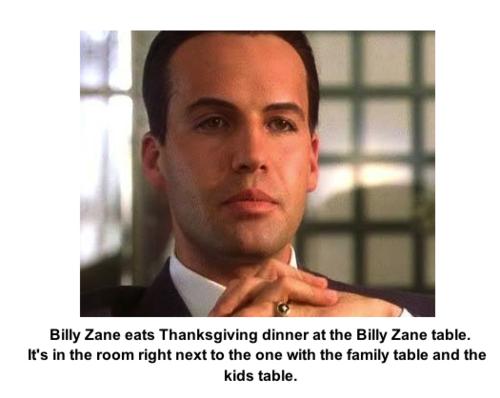 Billy Zane eats Thanksgiving dinner at the Billy Zane table.
It's in the room right next to the one with the family table and the
kids table.